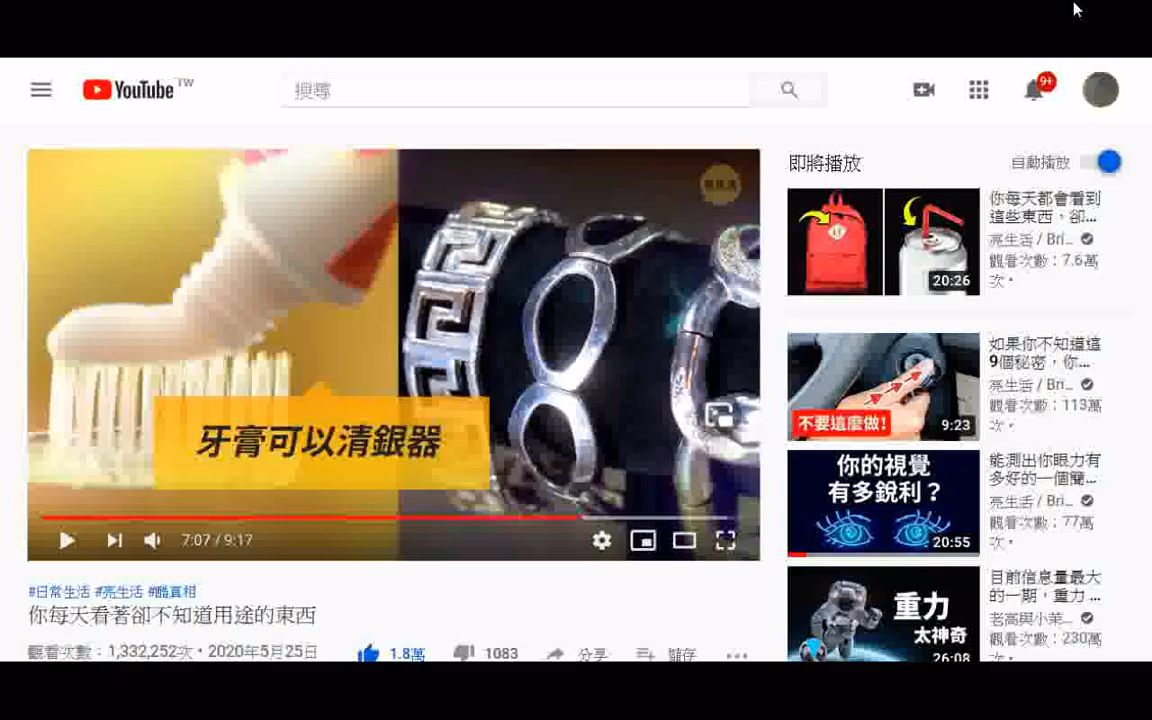 YouTube TW
搜尋
9+
牙膏可以清銀器
7:07 / 9:17
#日常生活 #亮生活 #酷真相
你每天看著卻不知道用途的東西
觀看次數：1,332,252次 • 2020年5月25日
1.8萬
1083
分享
儲存
即將播放
自動播放
20:26
你每天都會看到
這些東西，卻...
亮生活 / Bri...
觀看次數：7.6萬
次 •
不要這麼做!
9:23
如果你不知道這
9個秘密，你...
亮生活 / Bri...
觀看次數：113萬
次 •
你的視覺
有多銳利？
20:55
能測出你眼力有
多好的一個簡...
亮生活 / Bri...
觀看次數：77萬
次 •
重力
太神奇
26:08
目前信息量最大
的一期，重力 ...
老高與小茉...
觀看次數：230萬